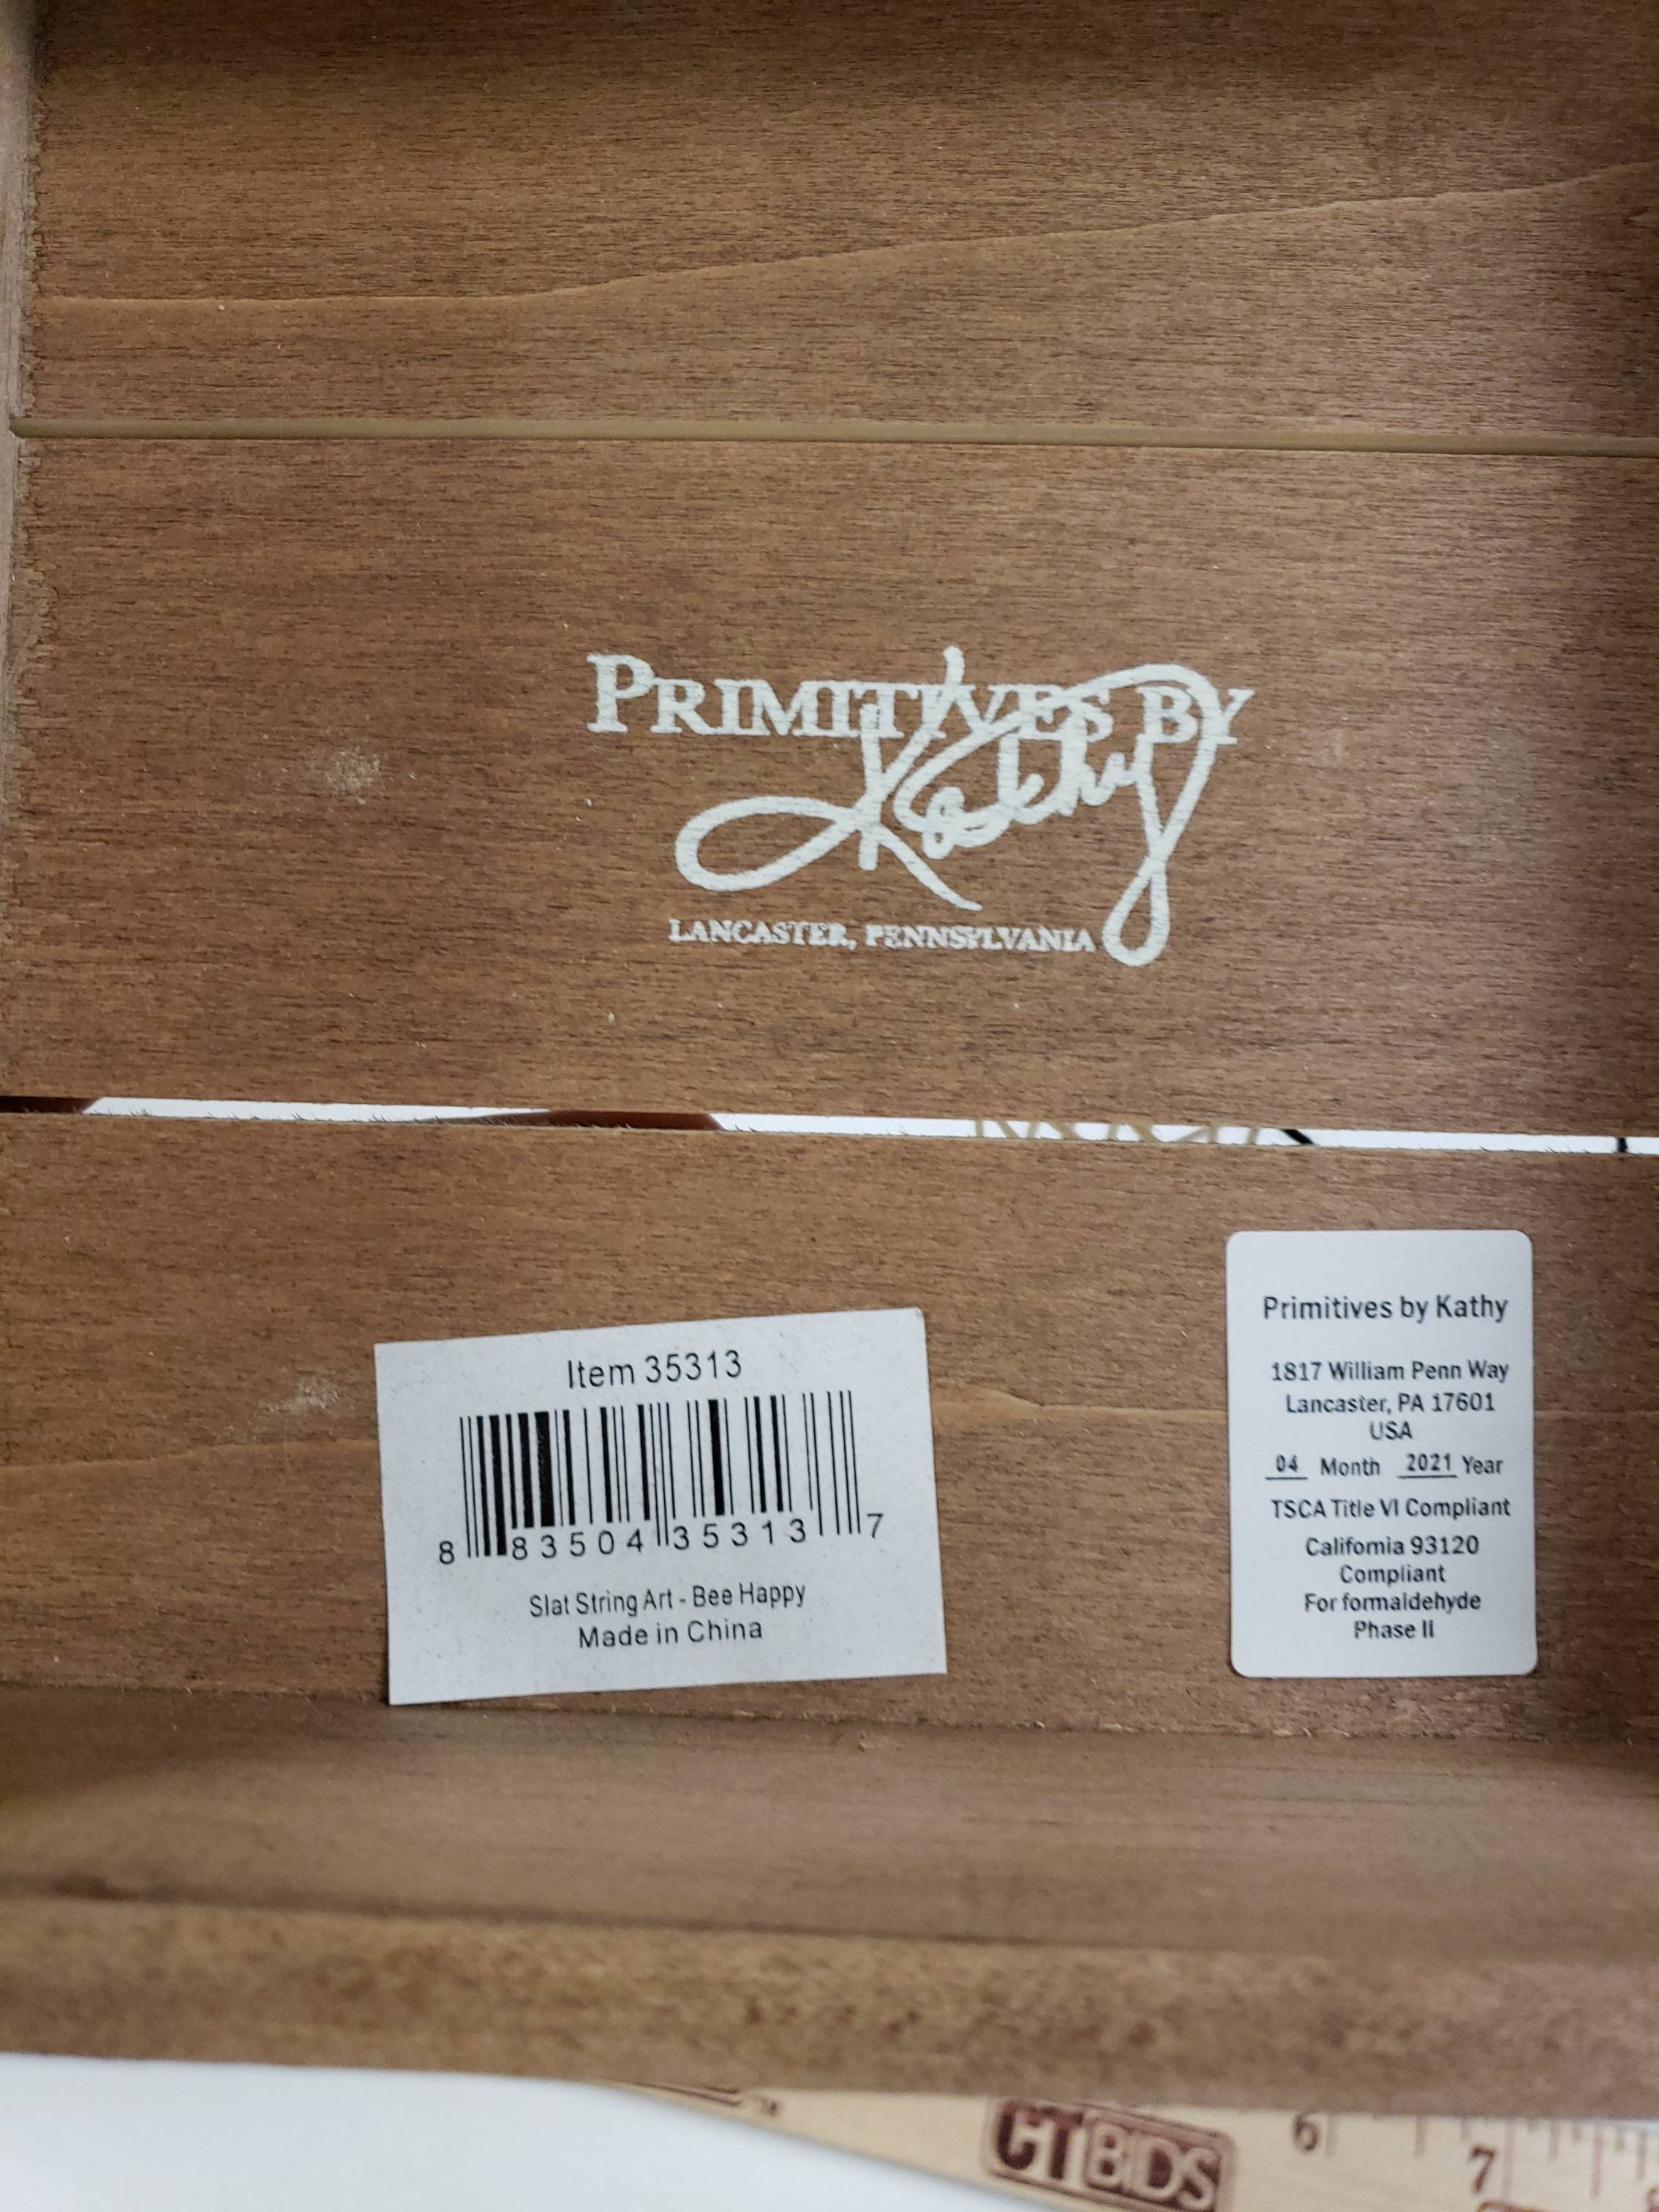 PRIMITIVES BY
Kathy
LANCASTER, PENNSYLVANIA
Item 35313
8 83504 35313 7
Slat String Art - Bee Happy
Made in China
Primitives by Kathy
1817 William Penn Way
Lancaster, PA 17601
USA
04 Month 2021 Year
TSCA Title VI Compliant
California 93120
Compliant
For formaldehyde
Phase II
CTBIDS
6
7